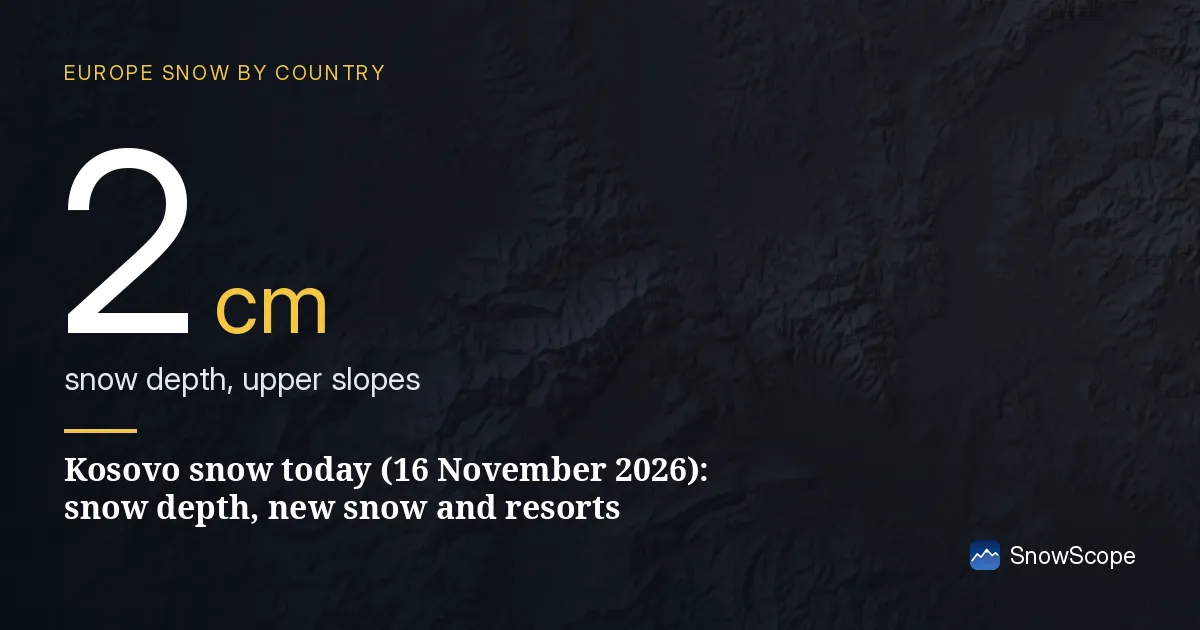 EUROPE SNOW BY COUNTRY
2 cm
snow depth, upper slopes
Kosovo snow today (16 November 2026):
snow depth, new snow and resorts
SnowScope